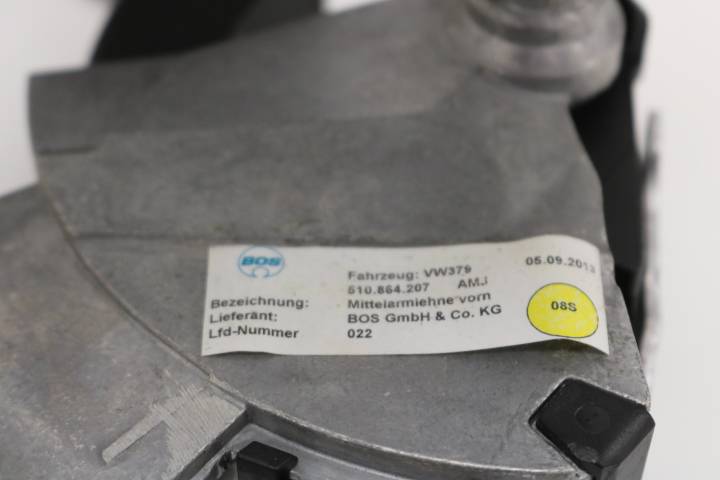 BOS
Fahrzeug: VW379 05.09.2013
510.864.207 AMJ
Bezeichnung: Mittelarmlehne vorn
Lieferant: BOS GmbH & Co. KG
Lfd-Nummer 022
08S